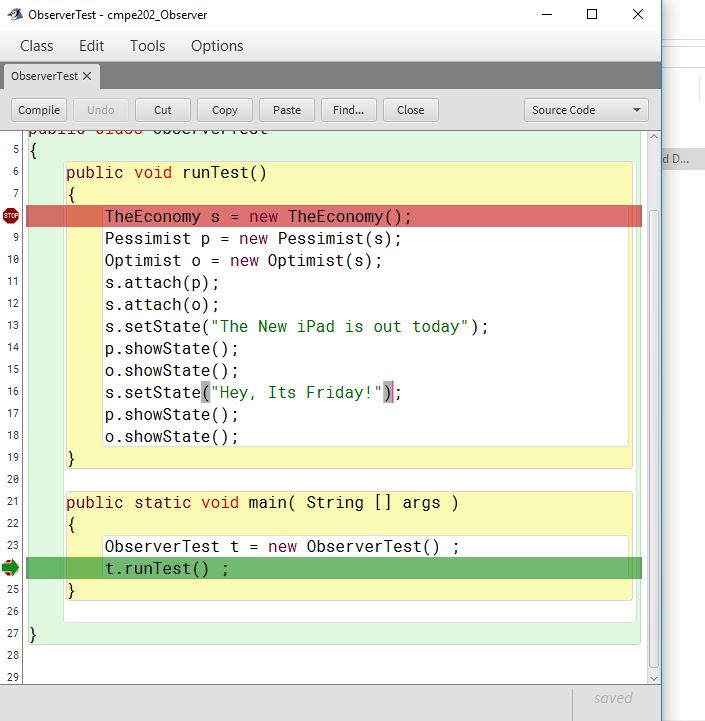 ObserverTest - cmpe202_Observer
Class Edit Tools Options
ObserverTest
Compile Undo Cut Copy Paste Find... Close Source Code
public class ObserverTest
5 {
6 public void runTest()
7 {
STOP TheEconomy s = new TheEconomy();
9 Pessimist p = new Pessimist(s);
10 Optimist o = new Optimist(s);
11 s.attach(p);
12 s.attach(o);
13 s.setState("The New iPad is out today");
14 p.showState();
15 o.showState();
16 s.setState("Hey, Its Friday!");
17 p.showState();
18 o.showState();
19 }
20
21 public static void main( String [] args )
22 {
23 ObserverTest t = new ObserverTest() ;
t.runTest() ;
25 }
26
27 }
28
29
saved
d D...